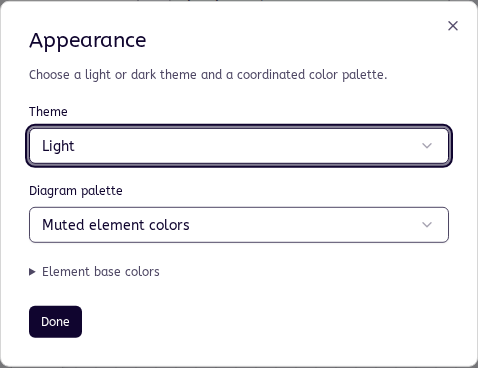 Appearance
Choose a light or dark theme and a coordinated color palette.
Theme
Light
Diagram palette
Muted element colors
Element base colors
Done